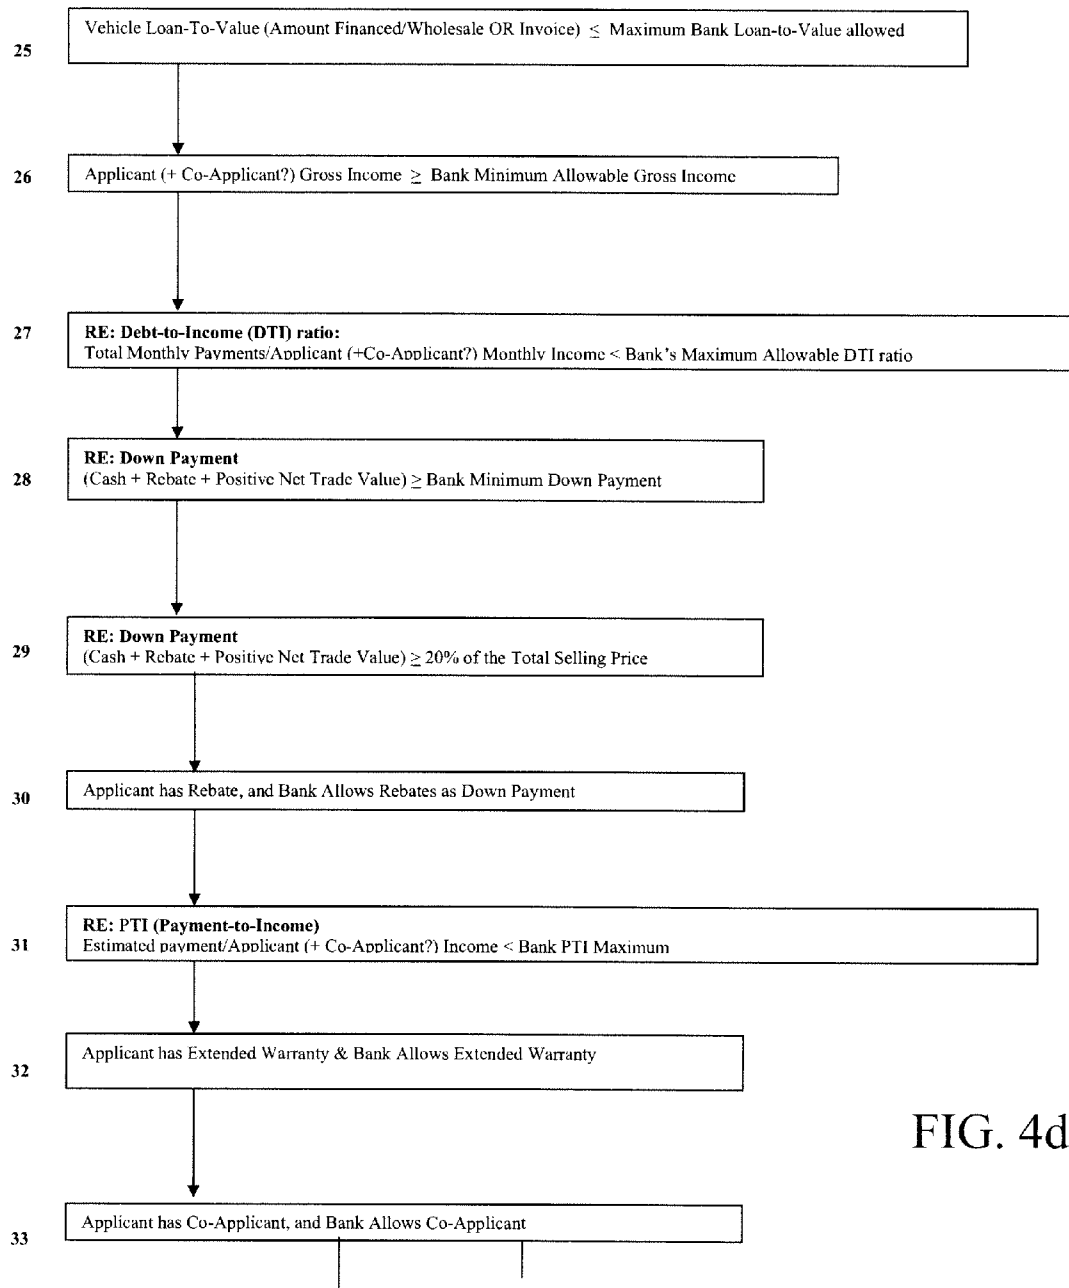 Vehicle Loan-To-Value (Amount Financed/Wholesale OR Invoice) ≤ Maximum Bank Loan-to-Value allowed
25
26
Applicant (+ Co-Applicant?) Gross Income ≥ Bank Minimum Allowable Gross Income
27
RE: Debt-to-Income (DTI) ratio:
Total Monthly Payments/Applicant (+Co-Applicant?) Monthly Income < Bank's Maximum Allowable DTI ratio
RE: Down Payment
28
(Cash + Rebate + Positive Net Trade Value) ≥ Bank Minimum Down Payment
RE: Down Payment
29
(Cash + Rebate + Positive Net Trade Value) ≥ 20% of the Total Selling Price
30
Applicant has Rebate, and Bank Allows Rebates as Down Payment
RE: PTI (Payment-to-Income)
31
Estimated payment/Applicant (+ Co-Applicant?) Income < Bank PTI Maximum
Applicant has Extended Warranty & Bank Allows Extended Warranty
32
FIG. 4d
Applicant has Co-Applicant, and Bank Allows Co-Applicant
33